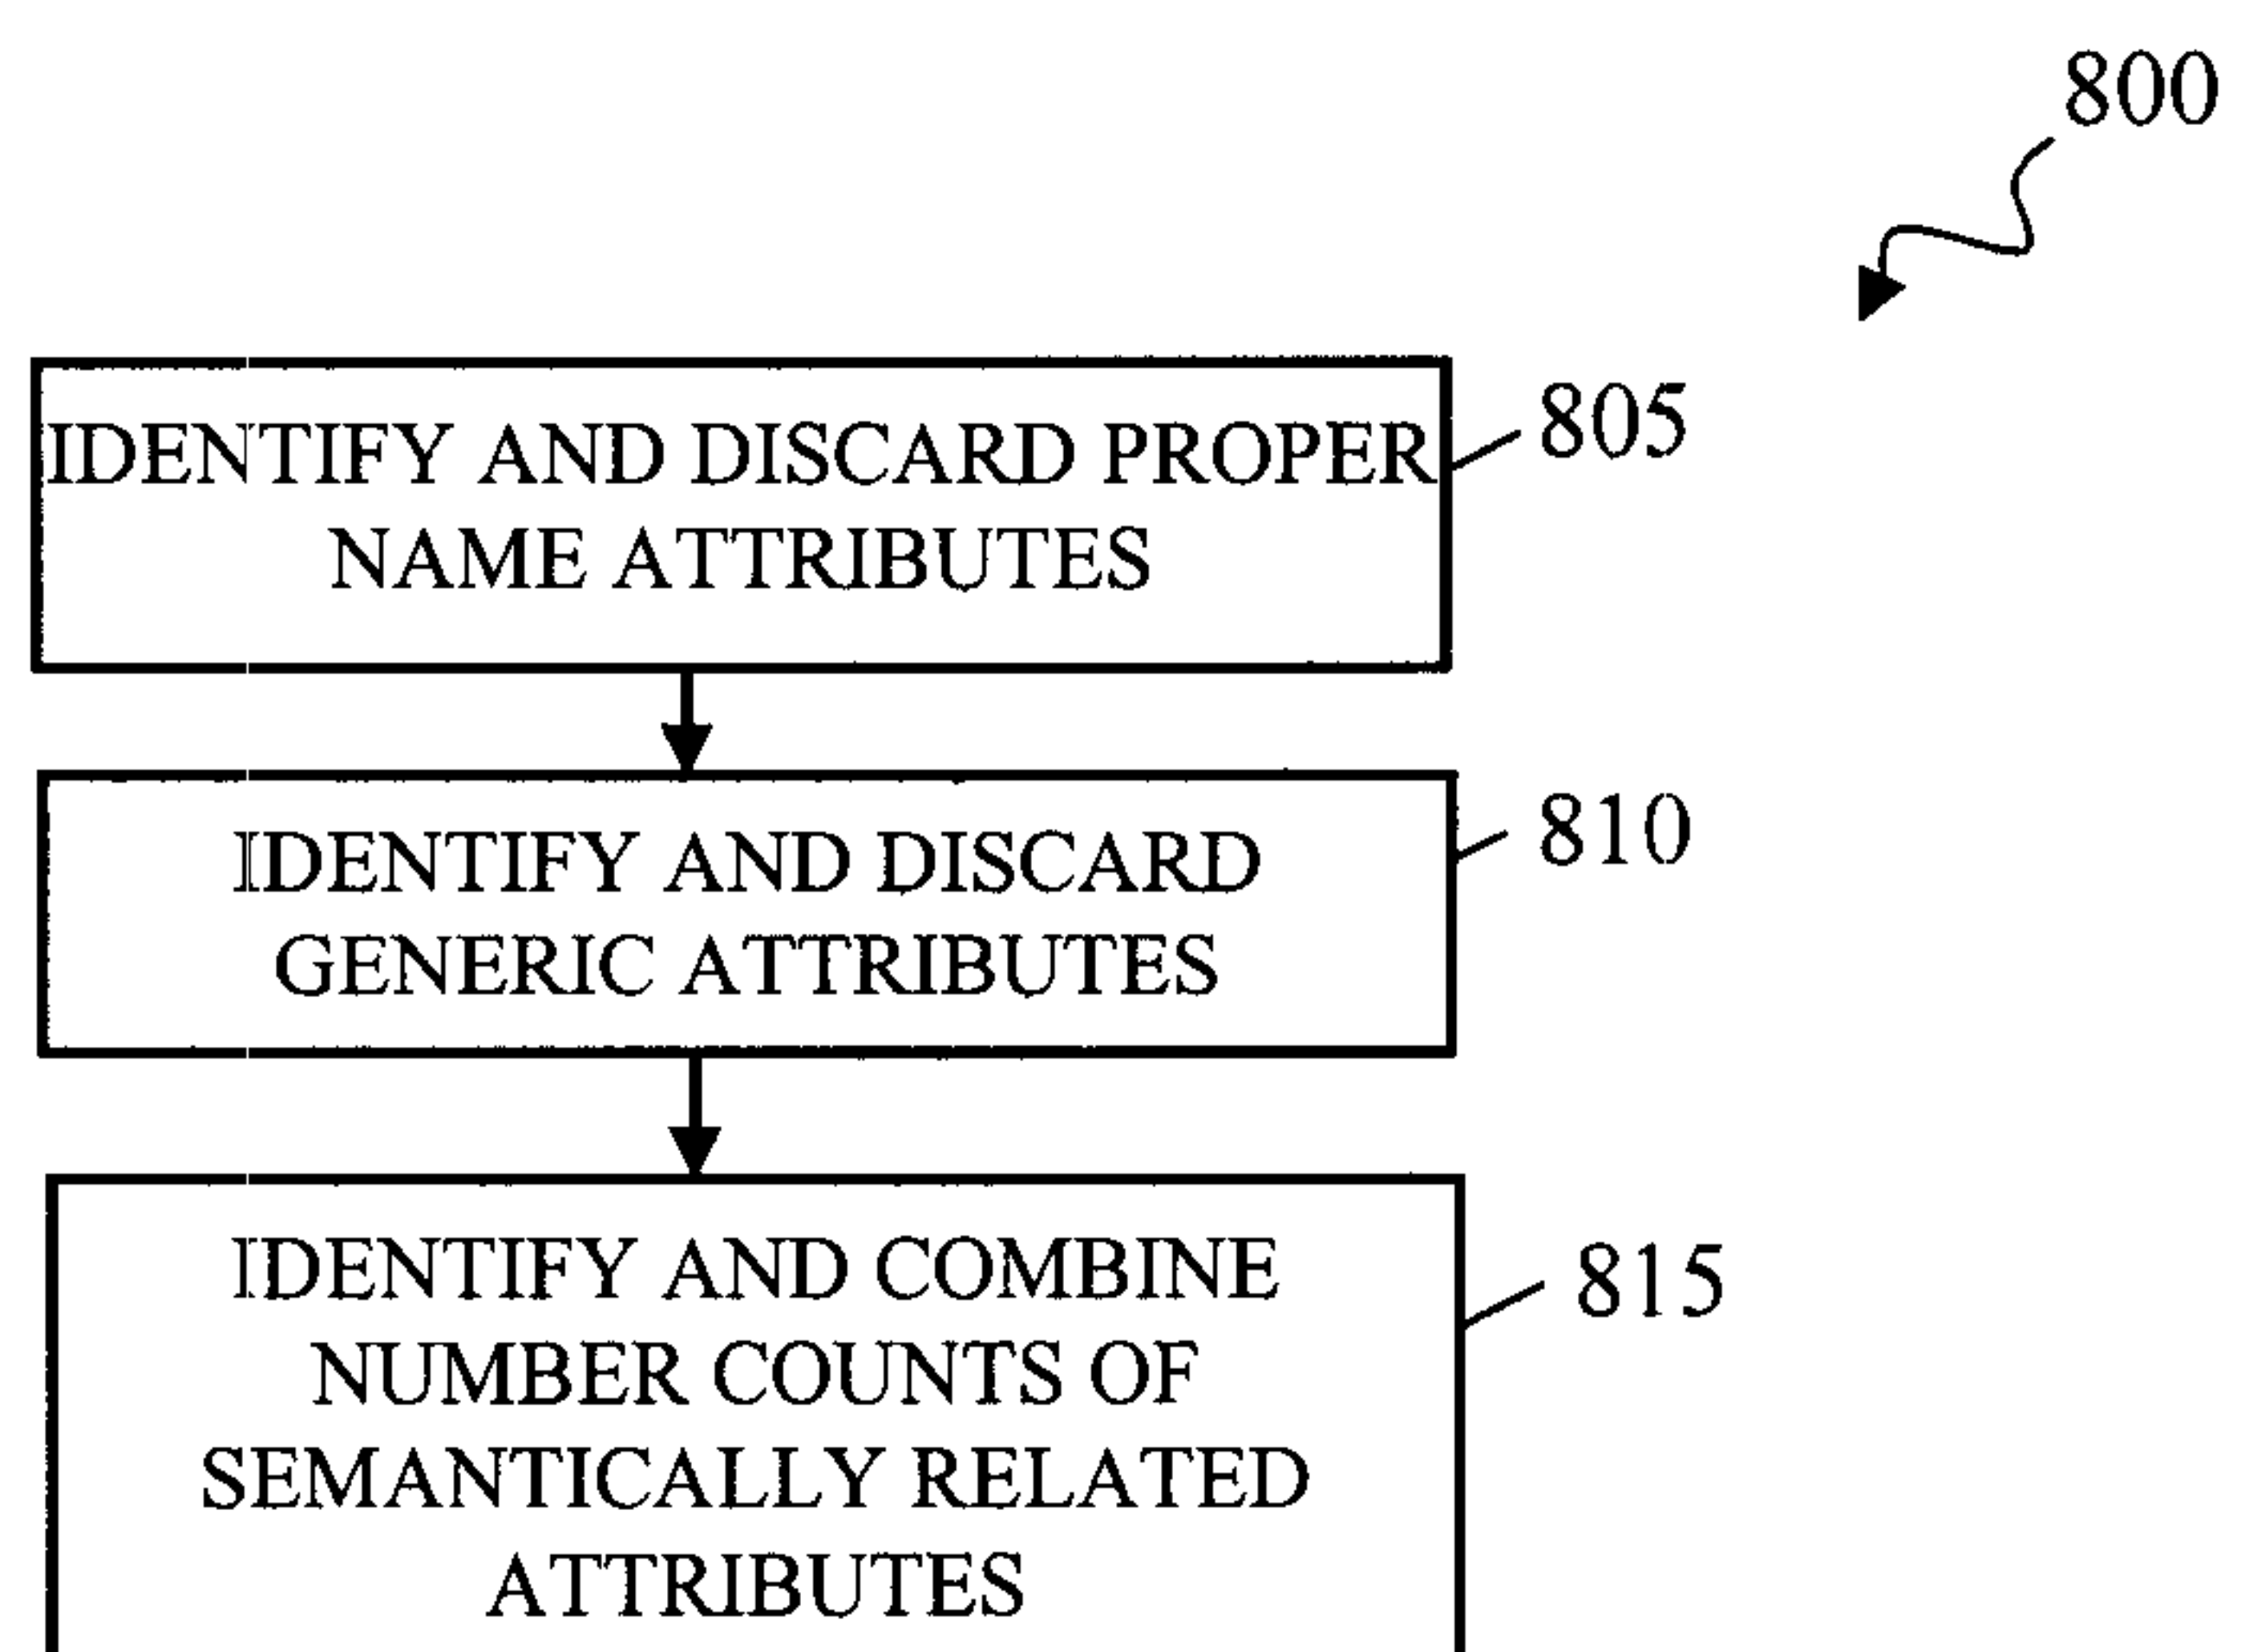 800
IDENTIFY AND DISCARD PROPER
NAME ATTRIBUTES
805
IDENTIFY AND DISCARD
GENERIC ATTRIBUTES
810
IDENTIFY AND COMBINE
NUMBER COUNTS OF
SEMANTICALLY RELATED
ATTRIBUTES
815